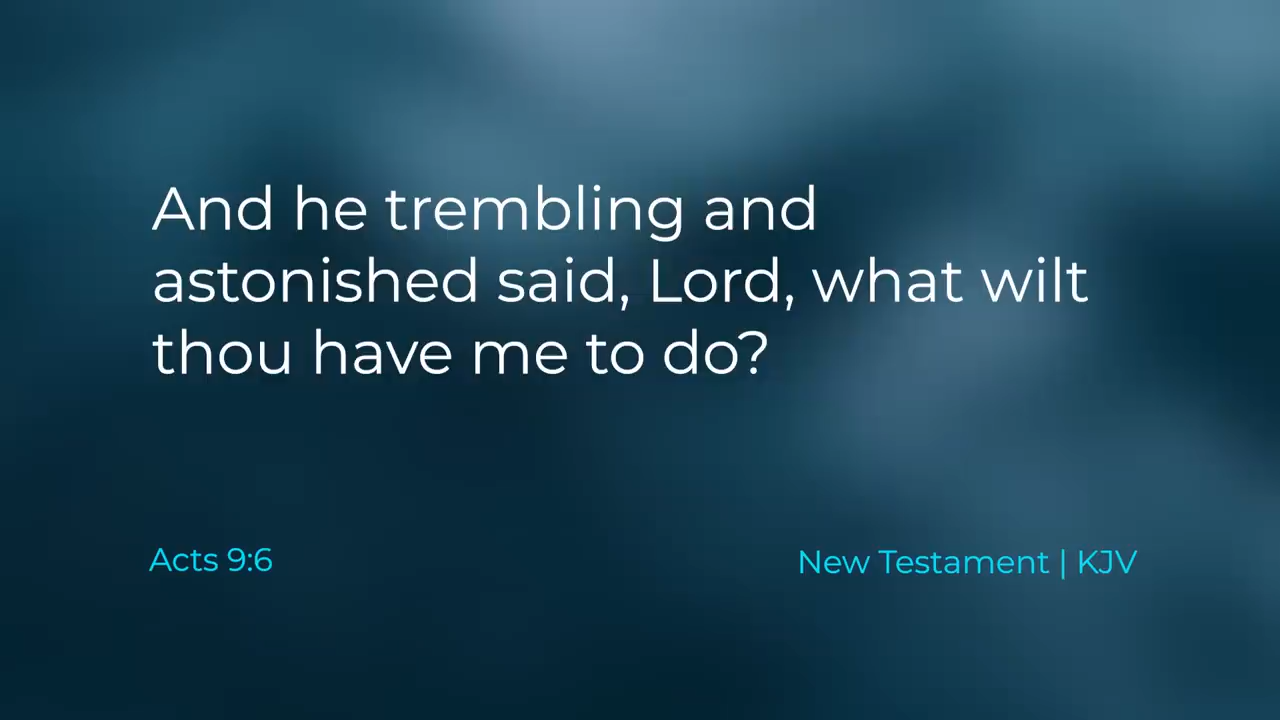 And he trembling and
astonished said, Lord, what wilt
thou have me to do?
Acts 9:6
New Testament | KJV